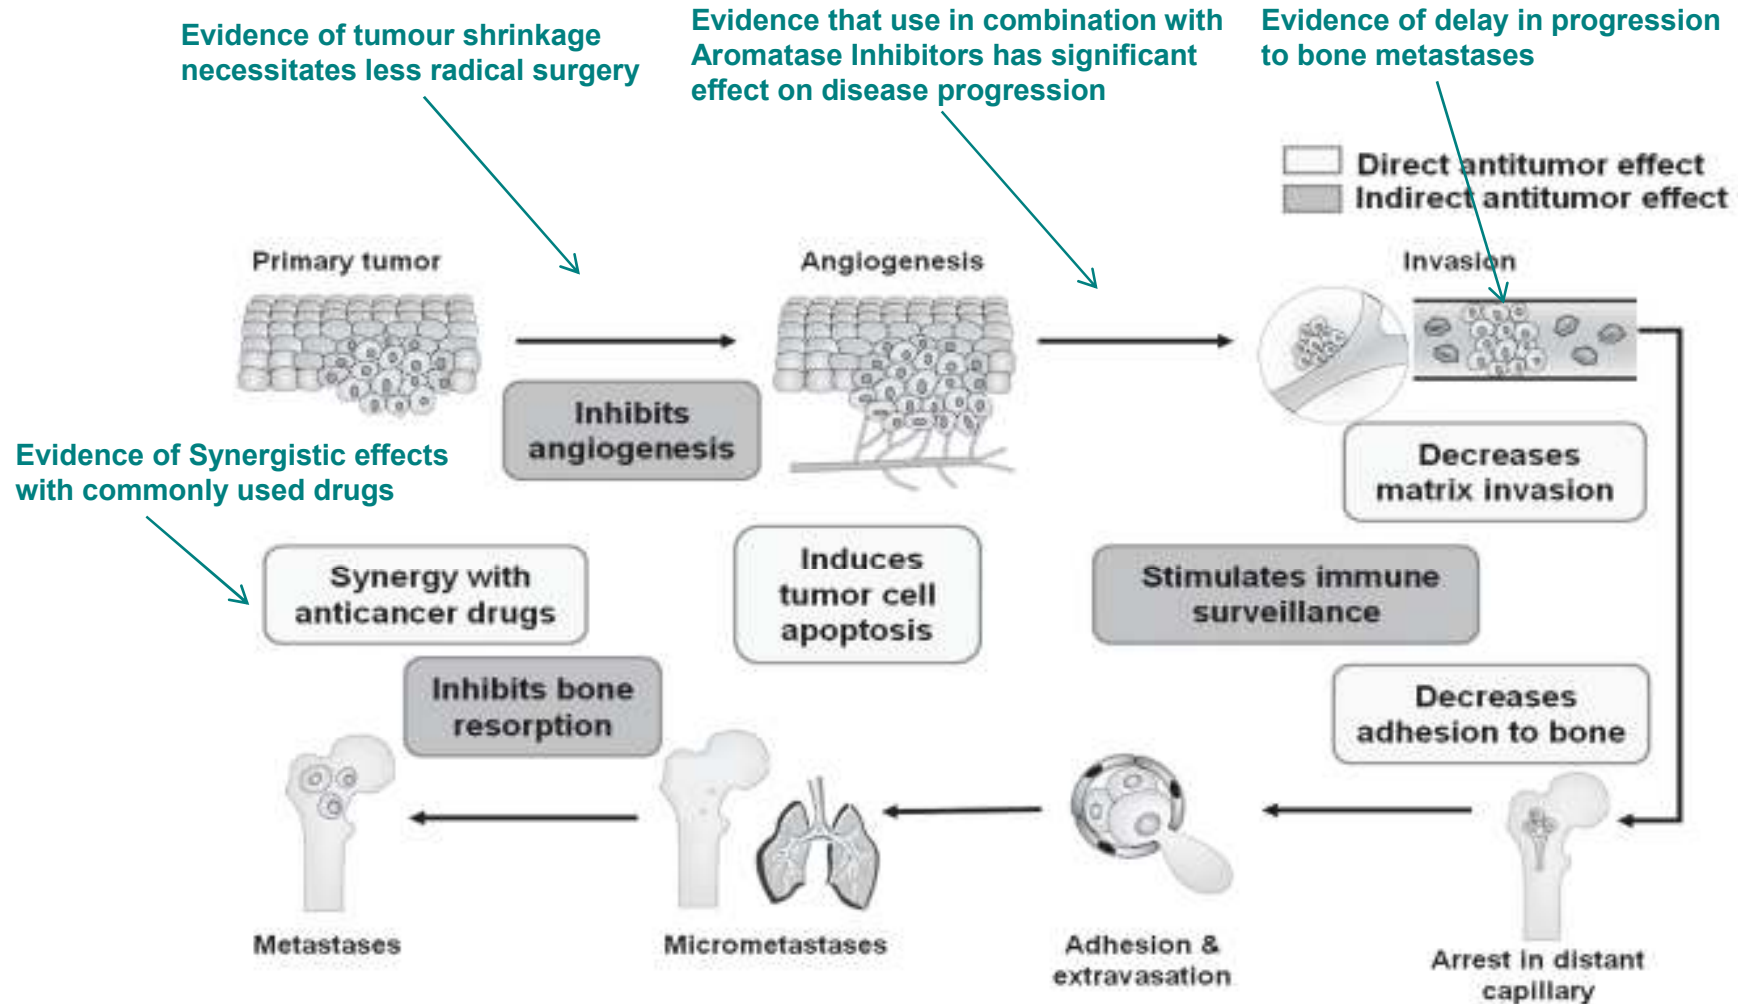 Evidence of tumour shrinkage
necessitates less radical surgery
Evidence that use in combination with
Aromatase Inhibitors has significant
effect on disease progression
Evidence of delay in progression
to bone metastases
Direct antitumor effect
Indirect antitumor effect
Primary tumor
Angiogenesis
Invasion
Inhibits
angiogenesis
Evidence of Synergistic effects
with commonly used drugs
Decreases
matrix invasion
Synergy with
anticancer drugs
Induces
tumor cell
apoptosis
Stimulates immune
surveillance
Inhibits bone
resorption
Decreases
adhesion to bone
Metastases
Micrometastases
Adhesion &
extravasation
Arrest in distant
capillary